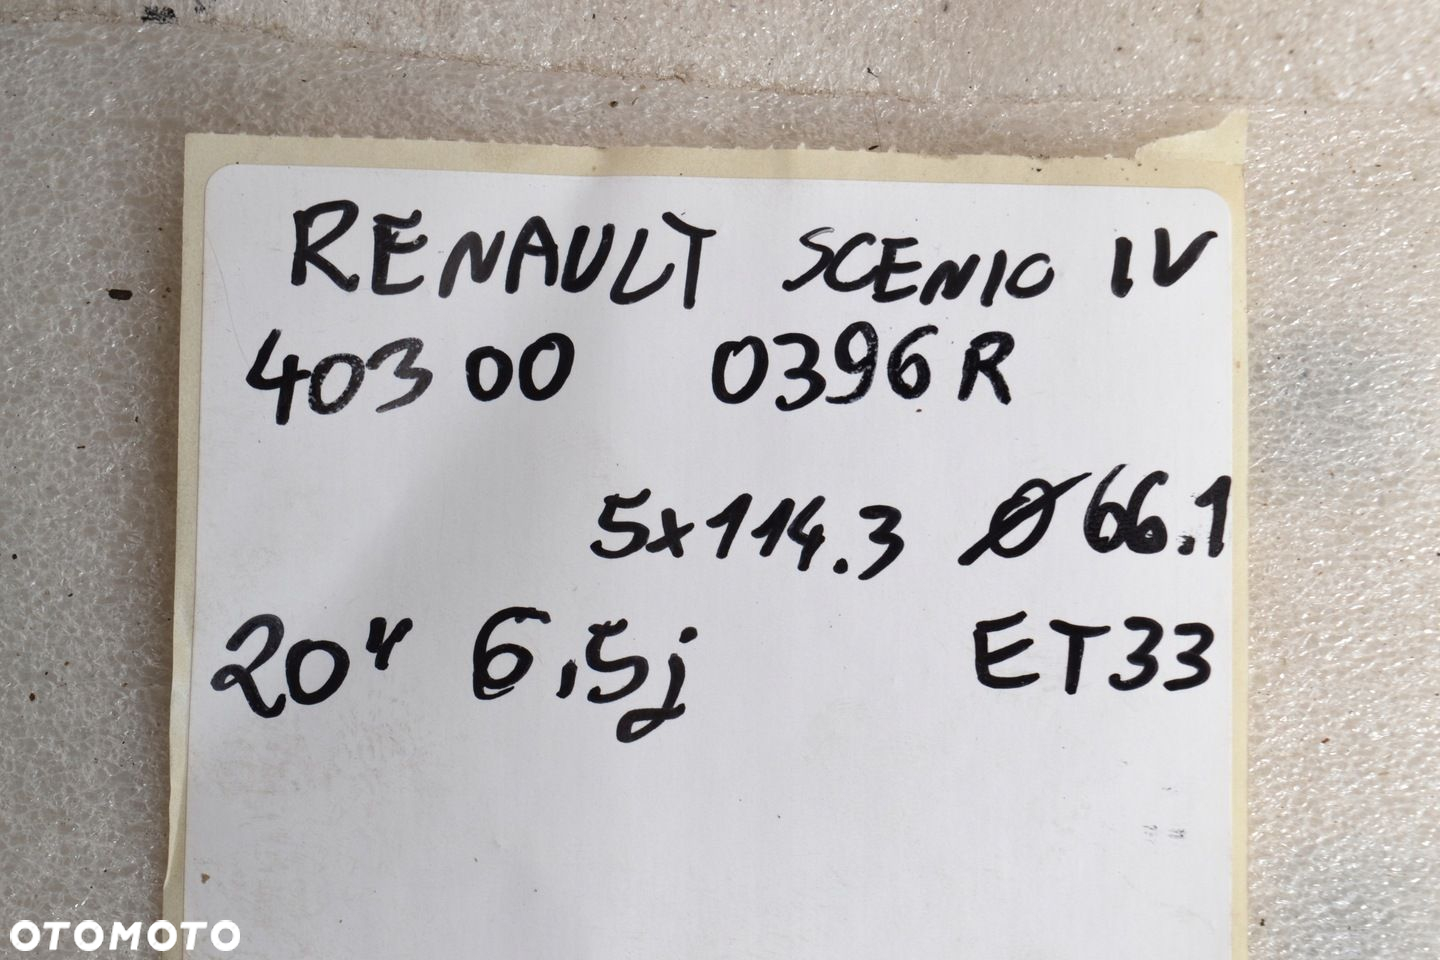 RENAULT SCENIC IV
40300 0396R
5x114.3 Ø66.1
20" 6,5j ET33
OTOMOTO